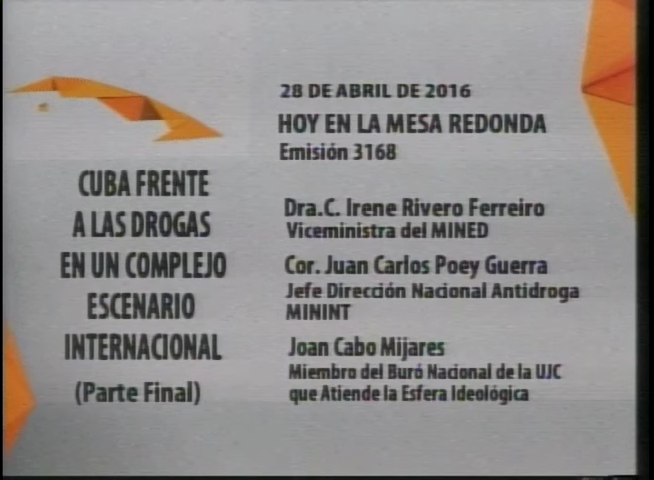 CUBA FRENTE
A LAS DROGAS
EN UN COMPLEJO
ESCENARIO
INTERNACIONAL
(Parte Final)
28 DE ABRIL DE 2016
HOY EN LA MESA REDONDA
Emisión 3168
Dra.C. Irene Rivero Ferreiro
Viceministra del MINED
Cor. Juan Carlos Poey Guerra
Jefe Dirección Nacional Antidroga
MININT
Joan Cabo Mijares
Miembro del Buró Nacional de la UJC
que Atiende la Esfera Ideológica